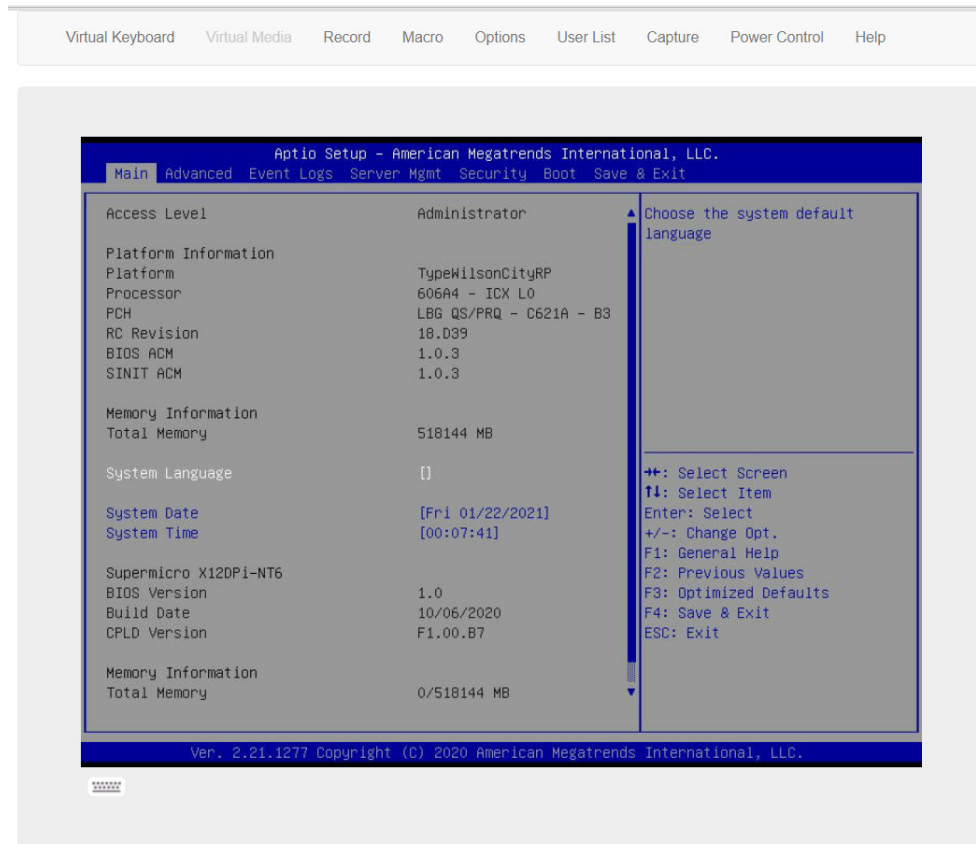 Virtual Keyboard Virtual Media Record Macro Options User List Capture Power Control Help
Aptio Setup – American Megatrends International, LLC.
Main Advanced Event Logs Server Mgmt Security Boot Save & Exit
Access Level Administrator
Platform Information
Platform TypeWilsonCityRP
Processor 606A4 – ICX L0
PCH LBG QS/PRQ – C621A – B3
RC Revision 18.D39
BIOS ACM 1.0.3
SINIT ACM 1.0.3
Memory Information
Total Memory 518144 MB
System Language []
System Date [Fri 01/22/2021]
System Time [00:07:41]
Supermicro X12DPi-NT6
BIOS Version 1.0
Build Date 10/06/2020
CPLD Version F1.00.B7
Memory Information
Total Memory 0/518144 MB
Choose the system default
language
→←: Select Screen
↑↓: Select Item
Enter: Select
+/-: Change Opt.
F1: General Help
F2: Previous Values
F3: Optimized Defaults
F4: Save & Exit
ESC: Exit
Ver. 2.21.1277 Copyright (C) 2020 American Megatrends International, LLC.